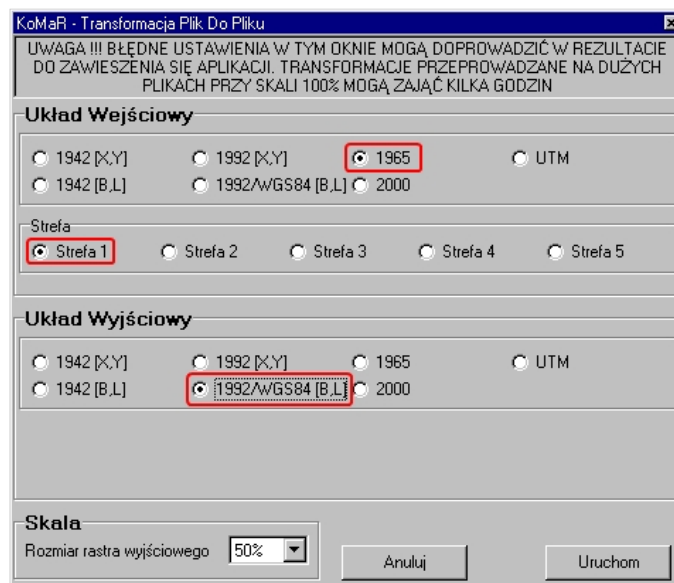 KoMaR - Transformacja Plik Do Pliku
UWAGA !!! BŁĘDNE USTAWIENIA W TYM OKNIE MOGĄ DOPROWADZIĆ W REZULTACIE
DO ZAWIESZENIA SIĘ APLIKACJI. TRANSFORMACJE PRZEPROWADZANE NA DUŻYCH
PLIKACH PRZY SKALI 100% MOGĄ ZAJĄĆ KILKA GODZIN
Układ Wejściowy
1942 [X,Y] 1992 [X,Y] 1965 UTM
1942 [B,L] 1992/WGS84 [B,L] 2000
Strefa
Strefa 1 Strefa 2 Strefa 3 Strefa 4 Strefa 5
Układ Wyjściowy
1942 [X,Y] 1992 [X,Y] 1965 UTM
1942 [B,L] 1992/WGS84 [B,L] 2000
Skala
Rozmiar rastra wyjściowego 50% Anuluj Uruchom